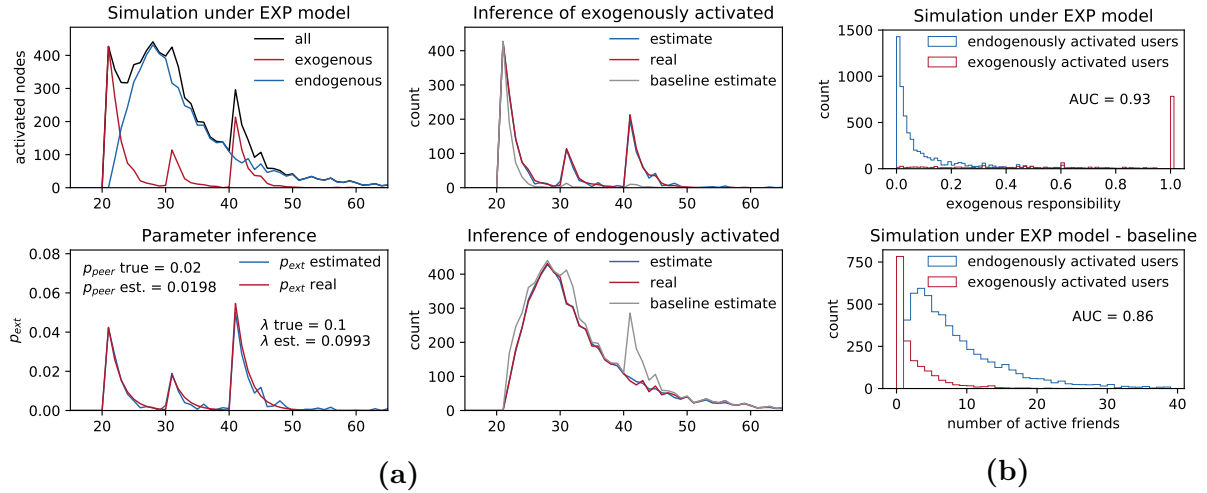 Simulation under EXP model
activated nodes
400
300
200
100
0
20 30 40 50 60
all
exogenous
endogenous
Inference of exogenously activated
count
400
300
200
100
0
20 30 40 50 60
estimate
real
baseline estimate
Parameter inference
p_ext
0.08
0.06
0.04
0.02
0.00
20 30 40 50 60
p_peer true = 0.02
p_peer est. = 0.0198
p_ext estimated
p_ext real
λ true = 0.1
λ est. = 0.0993
Inference of endogenously activated
count
400
300
200
100
0
20 30 40 50 60
estimate
real
baseline estimate
(a)
Simulation under EXP model
count
1500
1000
500
0
0.0 0.2 0.4 0.6 0.8 1.0
exogenous responsibility
endogenously activated users
exogenously activated users
AUC = 0.93
Simulation under EXP model - baseline
count
750
500
250
0
0 10 20 30 40
number of active friends
endogenously activated users
exogenously activated users
AUC = 0.86
(b)